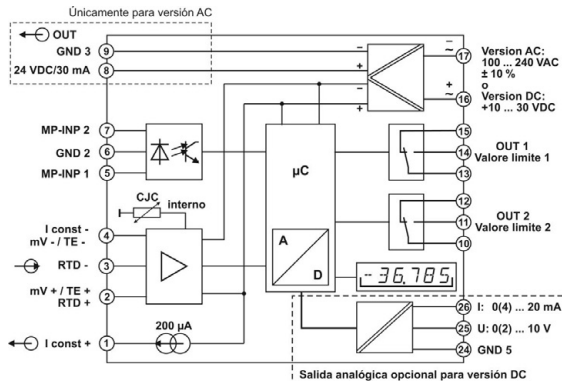 Únicamente para versión AC
OUT
GND 3
9
24 VDC/30 mA
8
–
+
–
+
–
~
17
+
~
16
Version AC:
100 ... 240 VAC
± 10 %
o
Version DC:
+10 ... 30 VDC
MP-INP 2
7
GND 2
6
MP-INP 1
5
µC
15
14
13
OUT 1
Valore limite 1
CJC
interno
12
11
10
OUT 2
Valore limite 2
I const -
mV - / TE -
4
RTD -
3
mV + / TE +
RTD +
2
A
D
-36,785
200 µA
I const +
1
26
I: 0(4) ... 20 mA
25
U: 0(2) ... 10 V
24
GND 5
Salida analógica opcional para versión DC